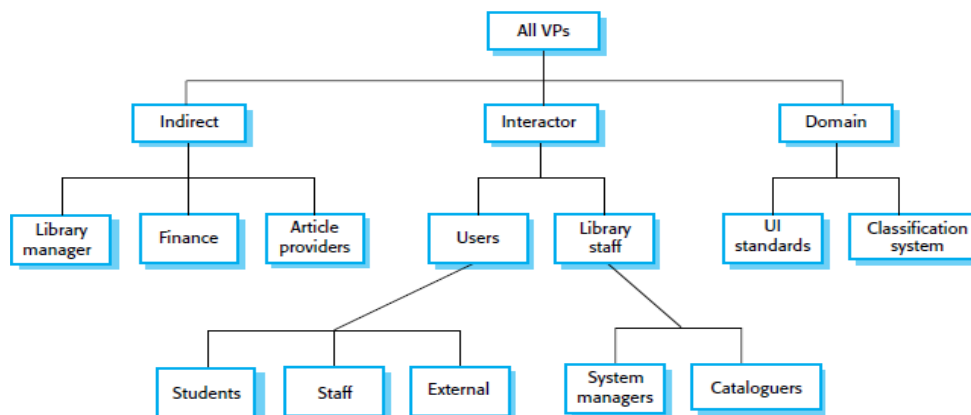 All VPs
Indirect
Interactor
Domain
Library
manager
Finance
Article
providers
Users
Library
staff
UI
standards
Classification
system
Students
Staff
External
System
managers
Cataloguers